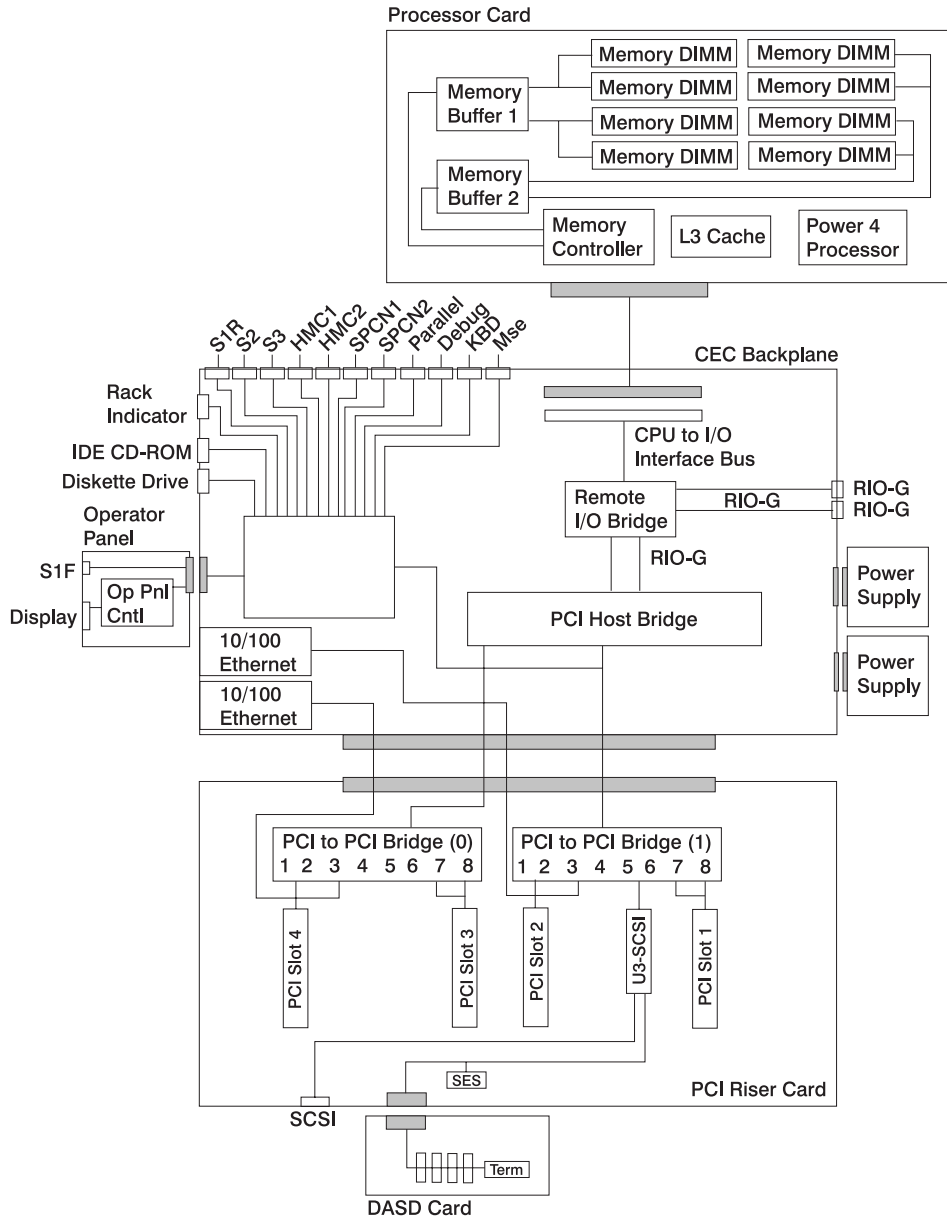 Processor Card
Memory DIMM
Memory DIMM
Memory DIMM
Memory DIMM
Memory DIMM
Memory DIMM
Memory DIMM
Memory DIMM
Memory
Buffer 1
Memory
Buffer 2
Memory
Controller
L3 Cache
Power 4
Processor
S1R
S2
S3
HMC1
HMC2
SPCN1
SPCN2
Parallel
Debug
KBD
Mse
CEC Backplane
Rack
Indicator
IDE CD-ROM
Diskette Drive
Operator
Panel
S1F
Op Pnl
Cntl
Display
CPU to I/O
Interface Bus
Remote
I/O Bridge
RIO-G
RIO-G
RIO-G
RIO-G
PCI Host Bridge
Power
Supply
Power
Supply
10/100
Ethernet
10/100
Ethernet
PCI to PCI Bridge (0)
1 2 3 4 5 6 7 8
PCI to PCI Bridge (1)
1 2 3 4 5 6 7 8
PCI Slot 4
PCI Slot 3
PCI Slot 2
U3-SCSI
PCI Slot 1
SES
PCI Riser Card
SCSI
Term
DASD Card